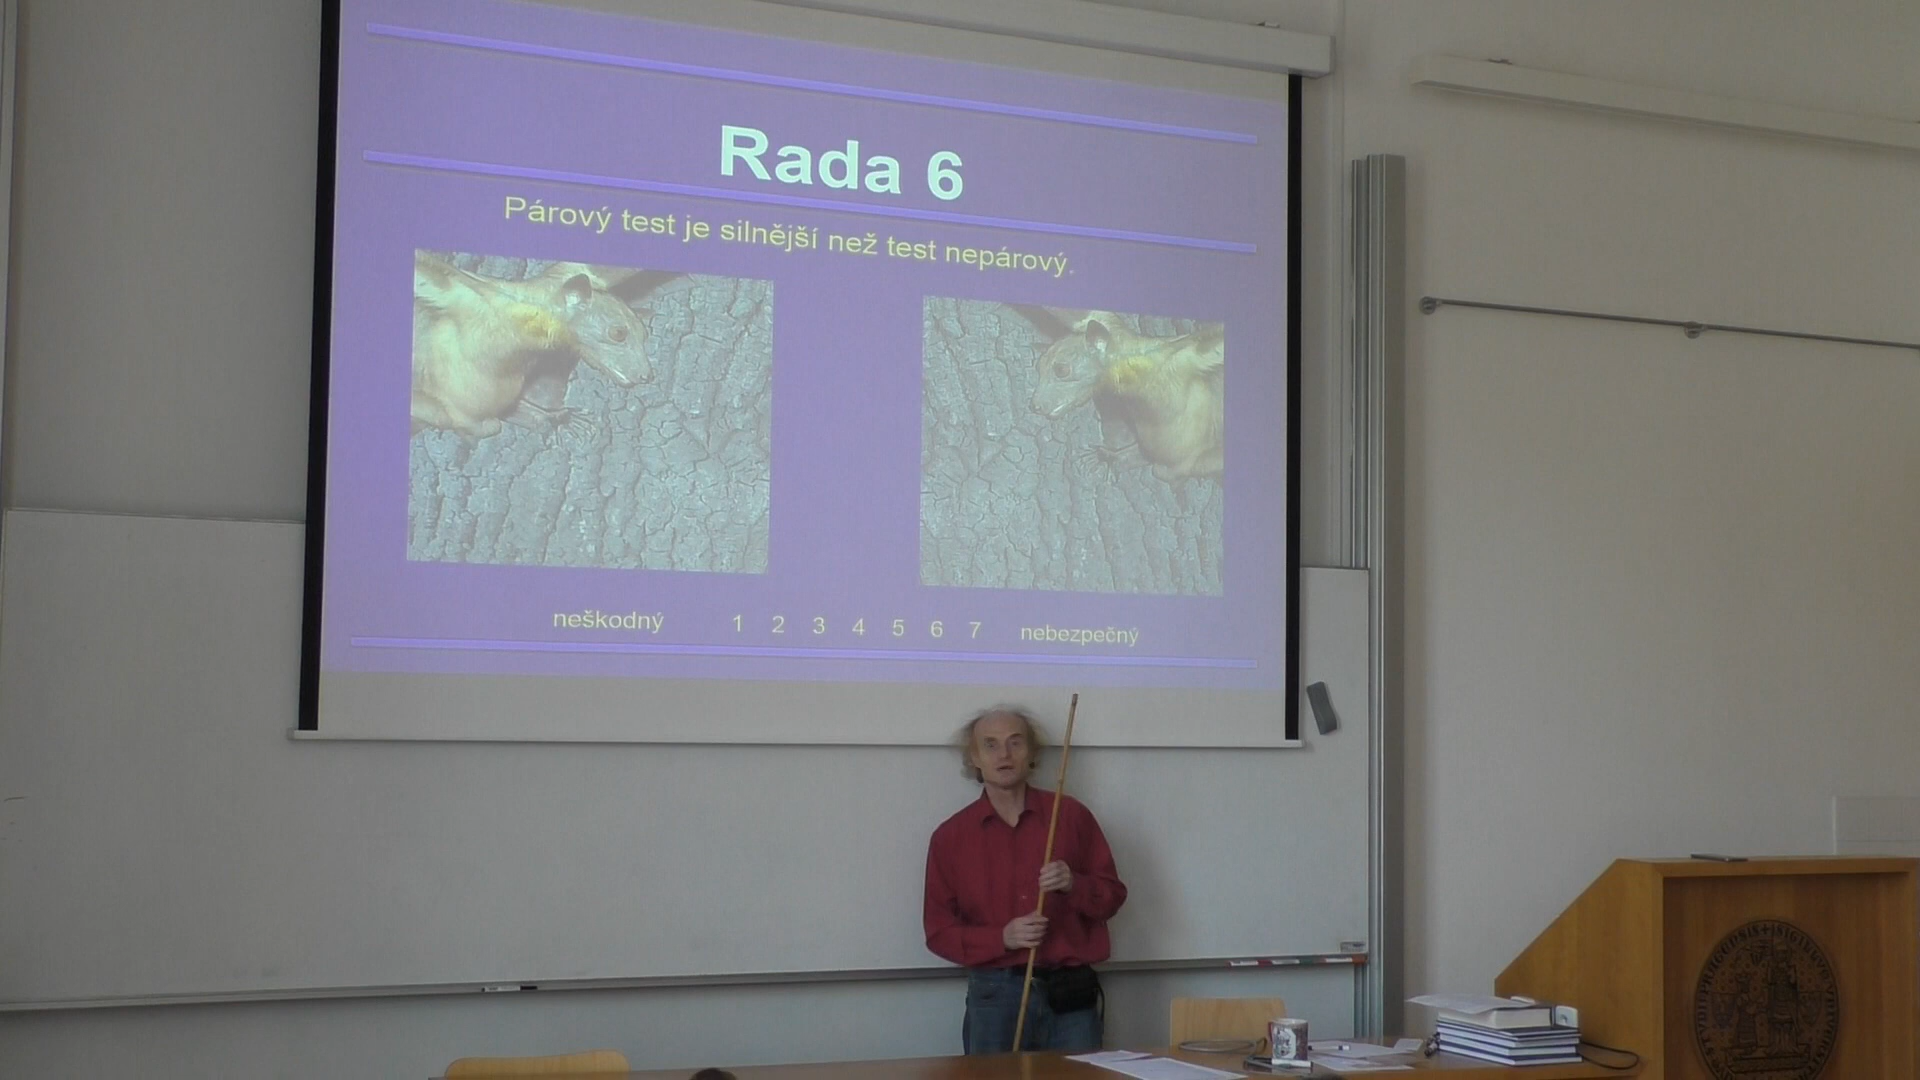 Rada 6
Párový test je silnější než test nepárový.
neškodný 1 2 3 4 5 6 7 nebezpečný